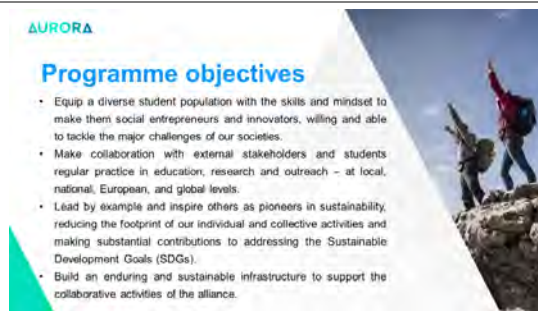 AURORA
Programme objectives
• Equip a diverse student population with the skills and mindset to
make them social entrepreneurs and innovators, willing and able
to tackle the major challenges of our societies.
• Make collaboration with external stakeholders and students
regular practice in education, research and outreach – at local,
national, European, and global levels.
• Lead by example and inspire others as pioneers in sustainability,
reducing the footprint of our individual and collective activities and
making substantial contributions to addressing the Sustainable
Development Goals (SDGs).
• Build an enduring and sustainable infrastructure to support the
collaborative activities of the alliance.